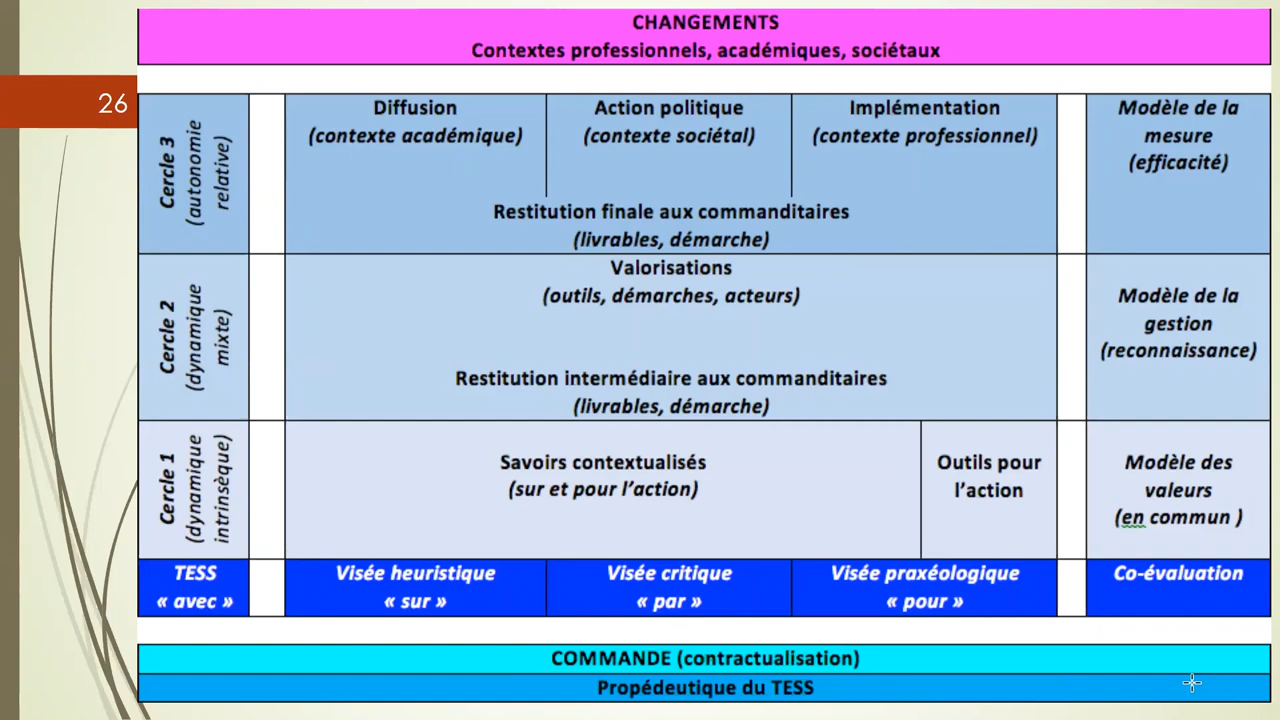 CHANGEMENTS
Contextes professionnels, académiques, sociétaux
26
Cercle 3
(autonomie
relative)
Diffusion
(contexte académique)
Action politique
(contexte sociétal)
Implémentation
(contexte professionnel)
Restitution finale aux commanditaires
(livrables, démarche)
Modèle de la
mesure
(efficacité)
Cercle 2
(dynamique
mixte)
Valorisations
(outils, démarches, acteurs)
Restitution intermédiaire aux commanditaires
(livrables, démarche)
Modèle de la
gestion
(reconnaissance)
Cercle 1
(dynamique
intrinsèque)
Savoirs contextualisés
(sur et pour l’action)
Outils pour
l’action
Modèle des
valeurs
(en commun )
TESS
« avec »
Visée heuristique
« sur »
Visée critique
« par »
Visée praxéologique
« pour »
Co-évaluation
COMMANDE (contractualisation)
Propédeutique du TESS